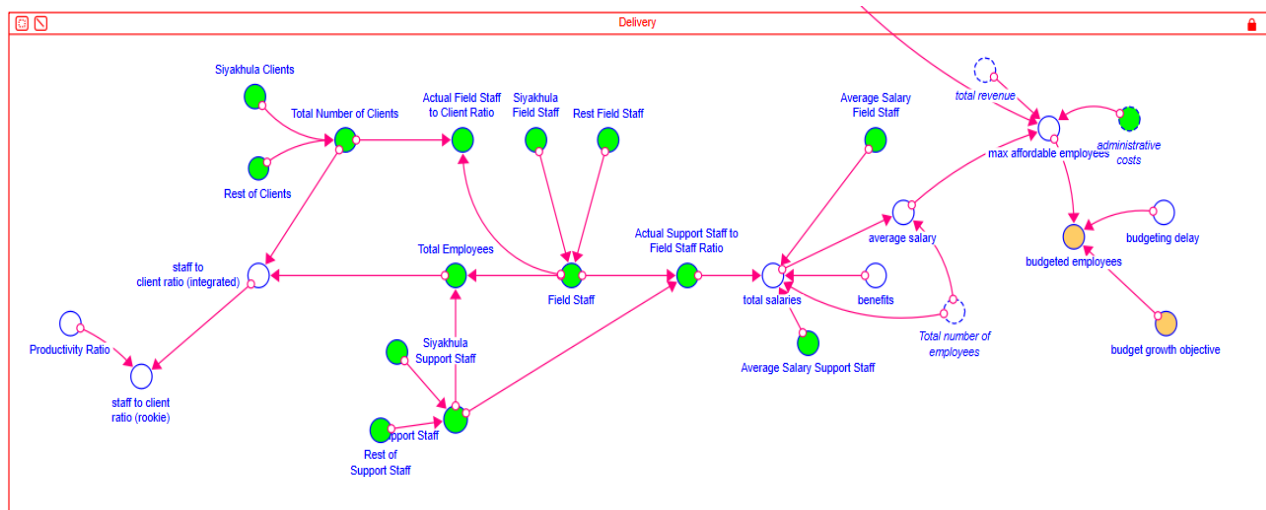 Delivery
Siyakhula Clients
Total Number of Clients
Actual Field Staff
to Client Ratio
Siyakhula
Field Staff
Rest Field Staff
Average Salary
Field Staff
total revenue
max affordable employees
administrative
costs
Rest of Clients
staff to
client ratio (integrated)
Total Employees
Field Staff
Actual Support Staff to
Field Staff Ratio
average salary
budgeting delay
budgeted employees
total salaries
benefits
Total number of
employees
Productivity Ratio
Siyakhula
Support Staff
Average Salary Support Staff
budget growth objective
staff to client
ratio (rookie)
upport Staff
Rest of
Support Staff